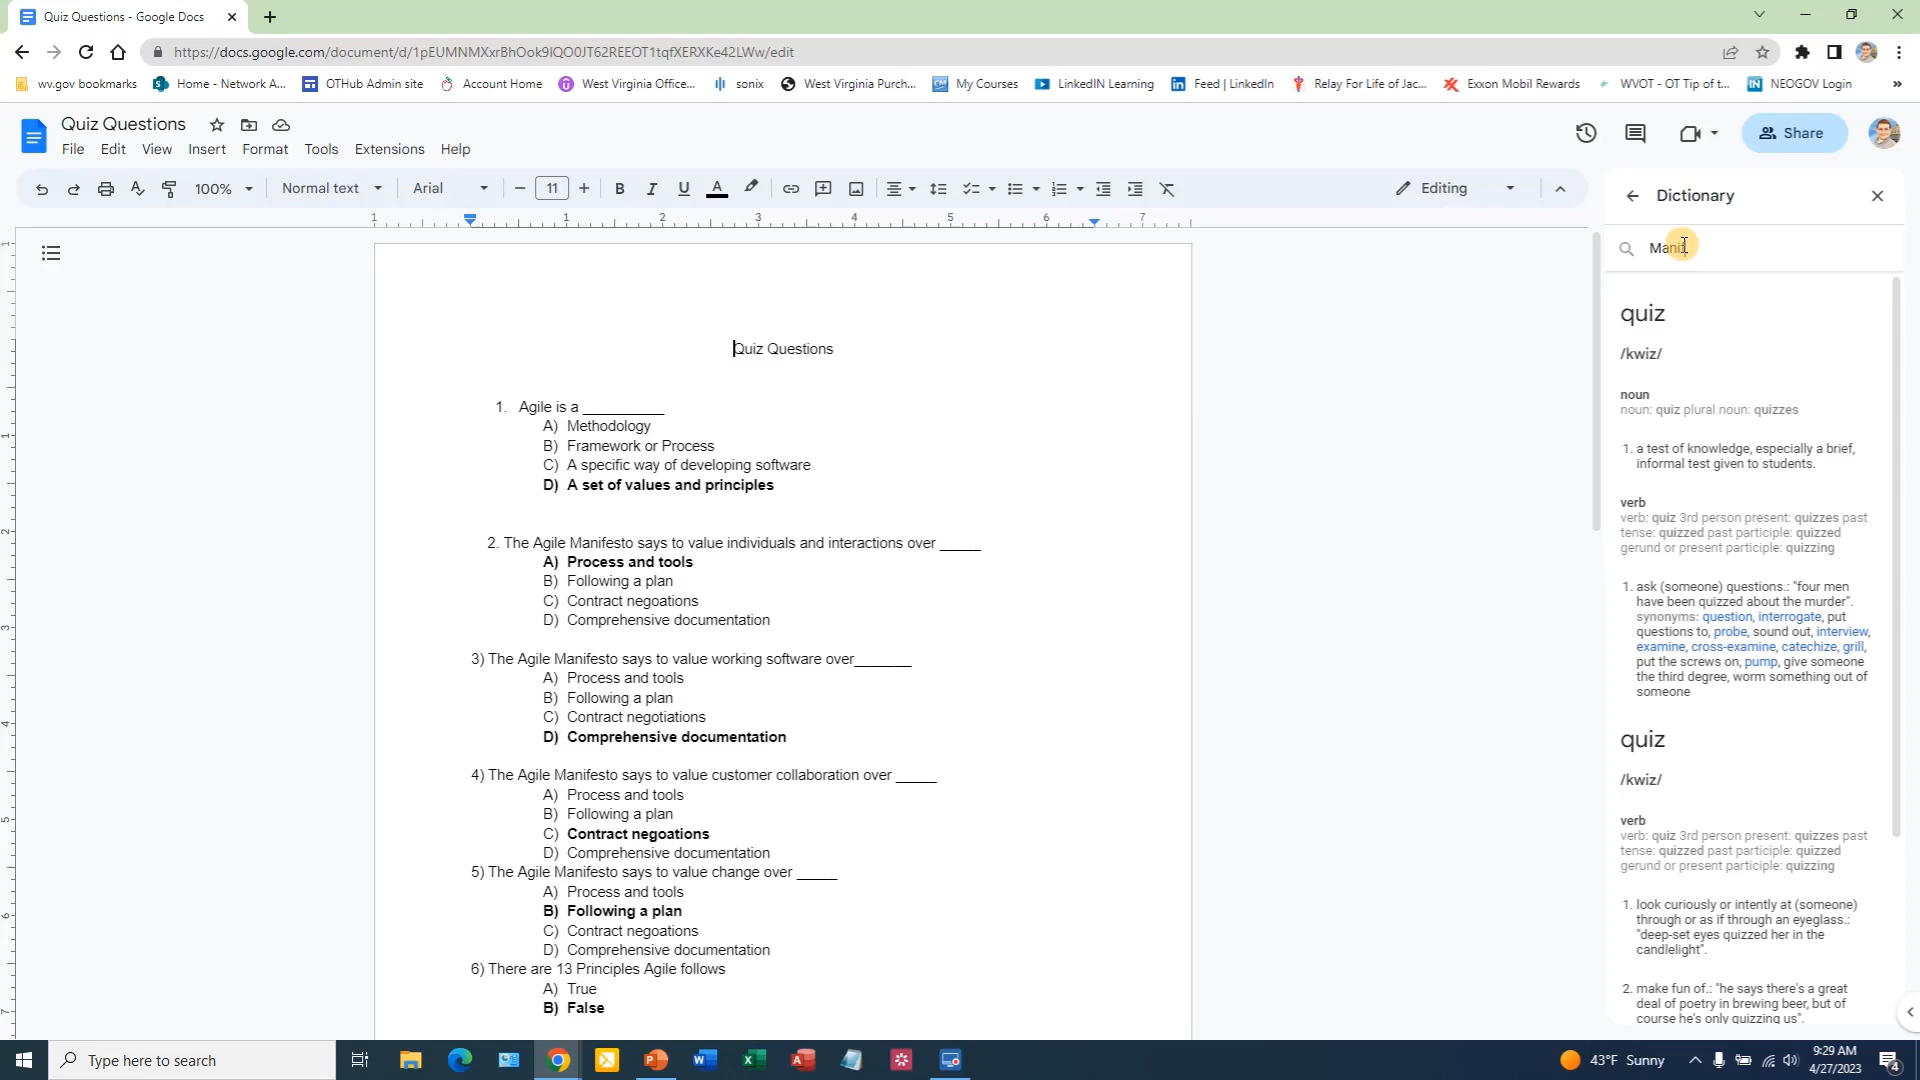 Quiz Questions - Google Docs
https://docs.google.com/document/d/1pEUMNMXxrBhOok9IQO0JT62REEOT1tqfXERXKe42LWw/edit
wv.gov bookmarks
Home - Network A...
OTHub Admin site
Account Home
West Virginia Office...
sonix
West Virginia Purch...
My Courses
LinkedIN Learning
Feed | LinkedIn
Relay For Life of Jac...
Exxon Mobil Rewards
WVOT - OT Tip of t...
NEOGOV Login
Quiz Questions
File Edit View Insert Format Tools Extensions Help
Share
100% Normal text Arial 11 Editing
1 1 2 3 4 5 6 7
Quiz Questions
1. Agile is a __________
A) Methodology
B) Framework or Process
C) A specific way of developing software
D) A set of values and principles
2. The Agile Manifesto says to value individuals and interactions over _____
A) Process and tools
B) Following a plan
C) Contract negoations
D) Comprehensive documentation
3) The Agile Manifesto says to value working software over_______
A) Process and tools
B) Following a plan
C) Contract negotiations
D) Comprehensive documentation
4) The Agile Manifesto says to value customer collaboration over _____
A) Process and tools
B) Following a plan
C) Contract negoations
D) Comprehensive documentation
5) The Agile Manifesto says to value change over _____
A) Process and tools
B) Following a plan
C) Contract negoations
D) Comprehensive documentation
6) There are 13 Principles Agile follows
A) True
B) False
Dictionary
quiz
/kwiz/
noun
noun: quiz plural noun: quizzes
1. a test of knowledge, especially a brief,
informal test given to students.
verb
verb: quiz 3rd person present: quizzes past
tense: quizzed past participle: quizzed
gerund or present participle: quizzing
1. ask (someone) questions.: "four men
have been quizzed about the murder".
synonyms: question, interrogate, put
questions to, probe, sound out, interview,
examine, cross-examine, catechize, grill,
put the screws on, pump, give someone
the third degree, worm something out of
someone
quiz
/kwiz/
verb
verb: quiz 3rd person present: quizzes past
tense: quizzed past participle: quizzed
gerund or present participle: quizzing
1. look curiously or intently at (someone)
through or as if through an eyeglass.:
"deep-set eyes quizzed her in the
candlelight".
2. make fun of.: "he says there's a great
deal of poetry in brewing beer, but of
course he's only quizzing us".
Type here to search
43°F Sunny
9:29 AM
4/27/2023
4